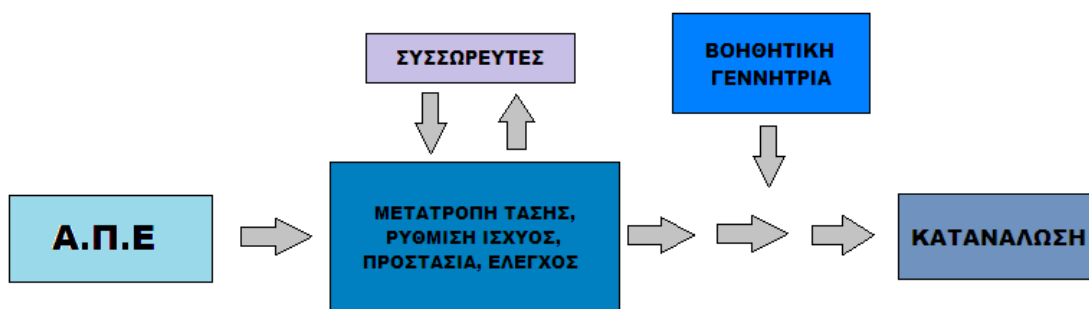 ΣΥΣΣΩΡΕΥΤΕΣ
ΒΟΗΘΗΤΙΚΗ
ΓΕΝΝΗΤΡΙΑ
Α.Π.Ε
ΜΕΤΑΤΡΟΠΗ ΤΑΣΗΣ,
ΡΥΘΜΙΣΗ ΙΣΧΥΟΣ,
ΠΡΟΣΤΑΣΙΑ, ΕΛΕΓΧΟΣ
ΚΑΤΑΝΑΛΩΣΗ